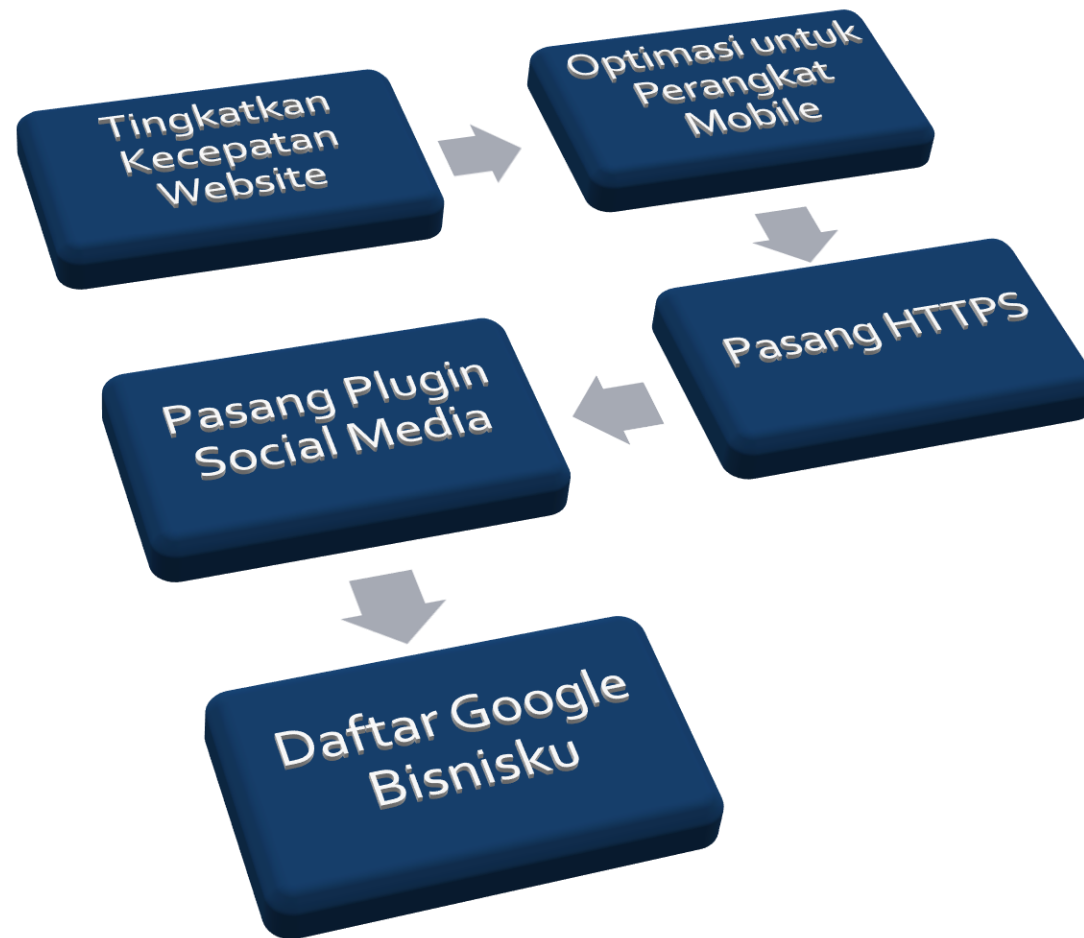 Tingkatkan
Kecepatan
Website
Optimasi untuk
Perangkat
Mobile
Pasang HTTPS
Pasang Plugin
Social Media
Daftar Google
Bisnisku